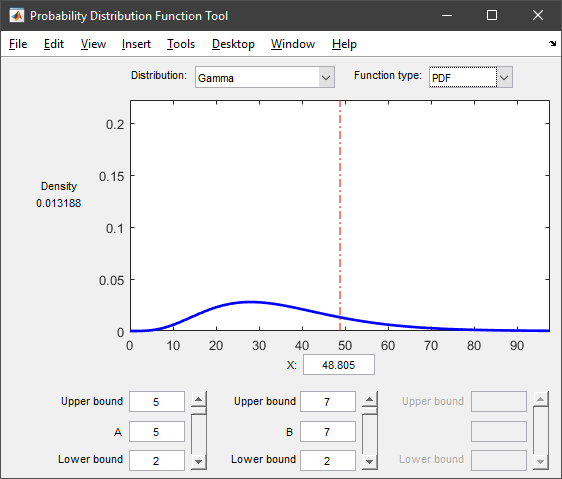 Probability Distribution Function Tool
File Edit View Insert Tools Desktop Window Help
Distribution: Gamma Function type: PDF
0.2
0.15
0.1
0.05
0
Density
0.013188
0 10 20 30 40 50 60 70 80 90
X: 48.805
Upper bound 5 Upper bound 7 Upper bound
A 5 B 7
Lower bound 2 Lower bound 2 Lower bound